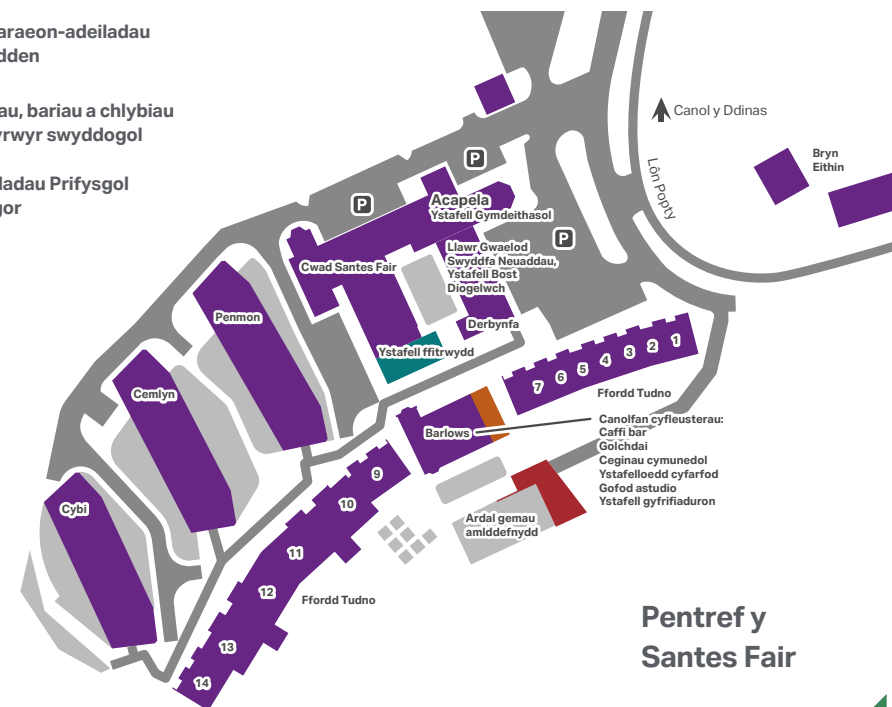 araeon-adeiladau
dden
au, bariau a chlybiau
yrwyr swyddogol
ladau Prifysgol
gor
Canol y Ddinas
Lôn Popty
Bryn
Eithin
P
P
P
Acapela
Ystafell Gymdeithasol
Llawr Gwaelod
Swyddfa Neuaddau,
Ystafell Bost
Diogelwch
Cwad Santes Fair
Derbynfa
Ystafell ffitrwydd
Penmon
Cemlyn
Cybi
7
6
5
4
3
2
1
Ffordd Tudno
Barlows
Canolfan cyfleusterau:
Caffi bar
Golchdai
Ceginau cymunedol
Ystafelloedd cyfarfod
Gofod astudio
Ystafell gyfrifiaduron
Ardal gemau
amlddefnydd
9
10
11
12
13
14
Ffordd Tudno
Pentref y
Santes Fair